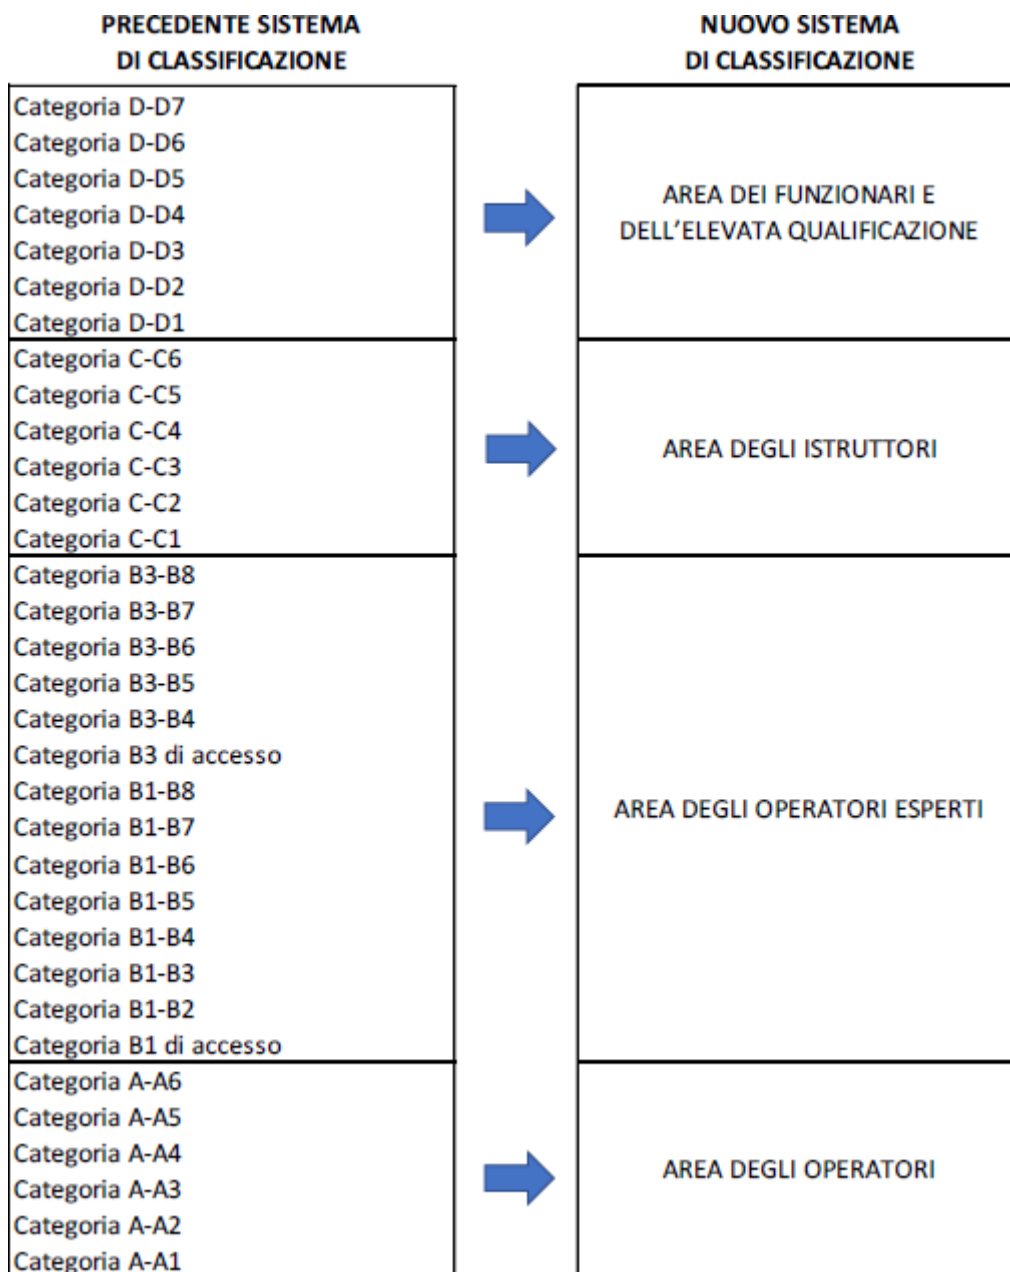 PRECEDENTE SISTEMA
DI CLASSIFICAZIONE
NUOVO SISTEMA
DI CLASSIFICAZIONE
Categoria D-D7
Categoria D-D6
Categoria D-D5
Categoria D-D4
Categoria D-D3
Categoria D-D2
Categoria D-D1
AREA DEI FUNZIONARI E
DELL'ELEVATA QUALIFICAZIONE
Categoria C-C6
Categoria C-C5
Categoria C-C4
Categoria C-C3
Categoria C-C2
Categoria C-C1
AREA DEGLI ISTRUTTORI
Categoria B3-B8
Categoria B3-B7
Categoria B3-B6
Categoria B3-B5
Categoria B3-B4
Categoria B3 di accesso
Categoria B1-B8
Categoria B1-B7
Categoria B1-B6
Categoria B1-B5
Categoria B1-B4
Categoria B1-B3
Categoria B1-B2
Categoria B1 di accesso
AREA DEGLI OPERATORI ESPERTI
Categoria A-A6
Categoria A-A5
Categoria A-A4
Categoria A-A3
Categoria A-A2
Categoria A-A1
AREA DEGLI OPERATORI